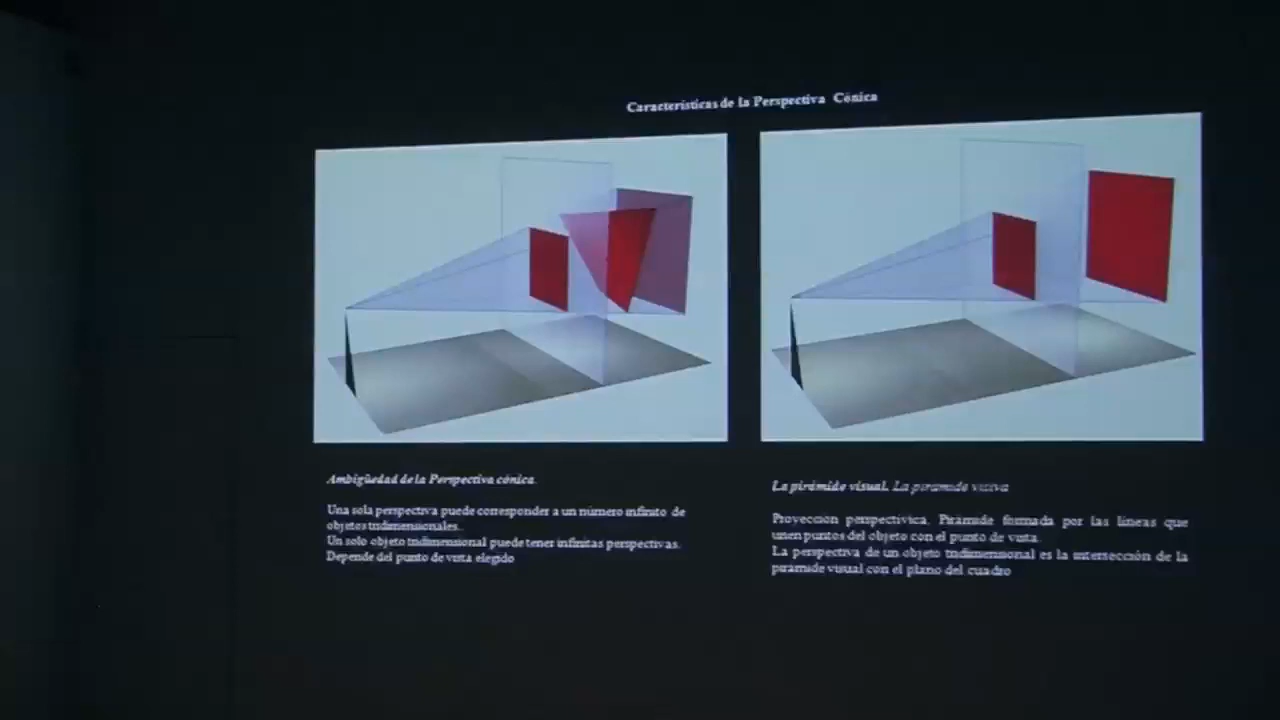 Características de la Perspectiva Cónica
Ambigüedad de la Perspectiva cónica.
Una sola perspectiva puede corresponder a un número infinito de
objetos tridimensionales.
Un solo objeto tridimensional puede tener infinitas perspectivas.
Depende del punto de vista elegido
La pirámide visual. La piramide visiva
Proyección perspectívica. Pirámide formada por las líneas que
unen puntos del objeto con el punto de vista.
La perspectiva de un objeto tridimensional es la intersección de la
pirámide visual con el plano del cuadro